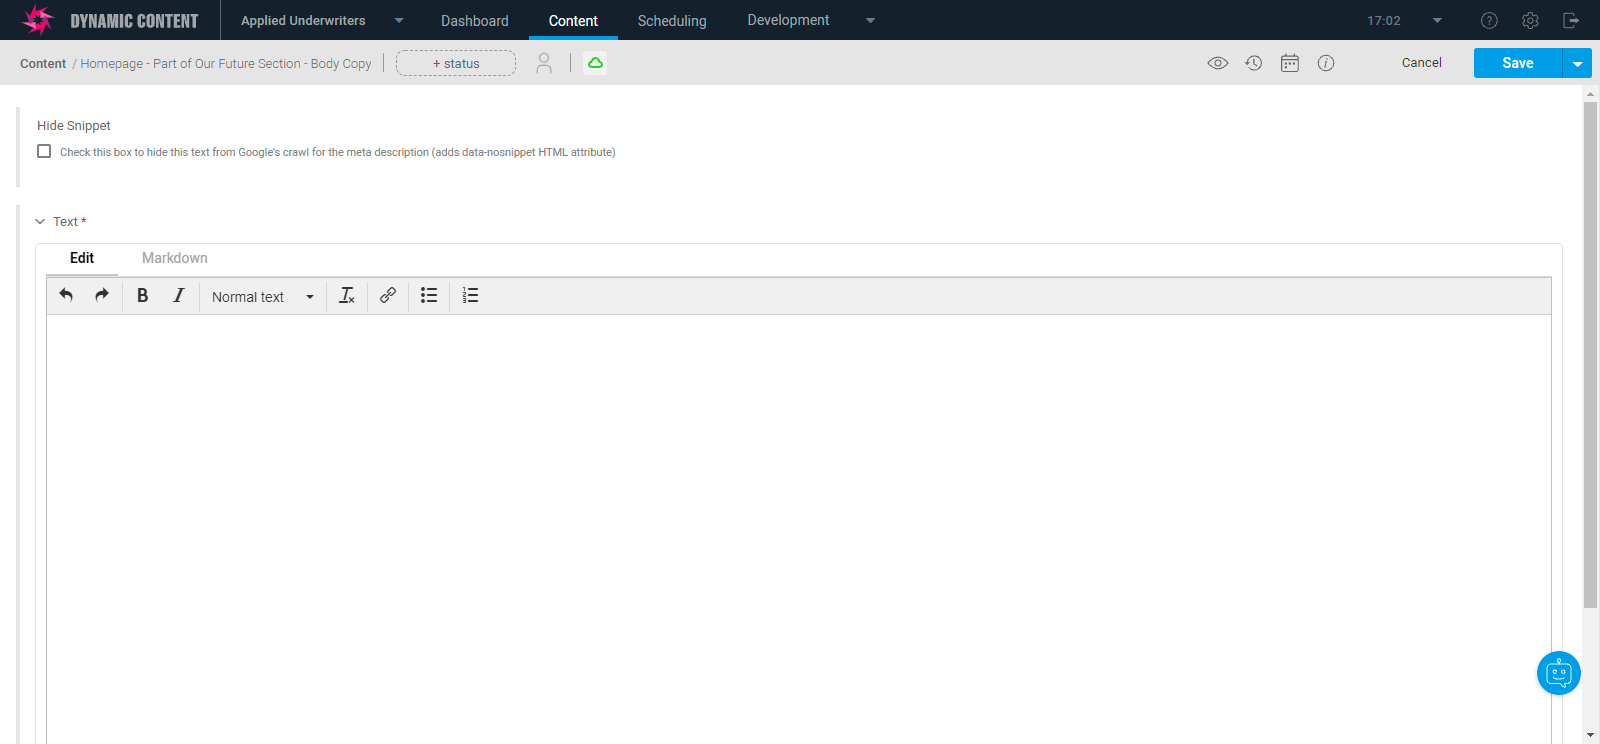 DYNAMIC CONTENT Applied Underwriters Dashboard Content Scheduling Development 17:02
Content / Homepage - Part of Our Future Section - Body Copy + status Cancel Save
Hide Snippet
Check this box to hide this text from Google's crawl for the meta description (adds data-nosnippet HTML attribute)
Text *
Edit Markdown
B I Normal text